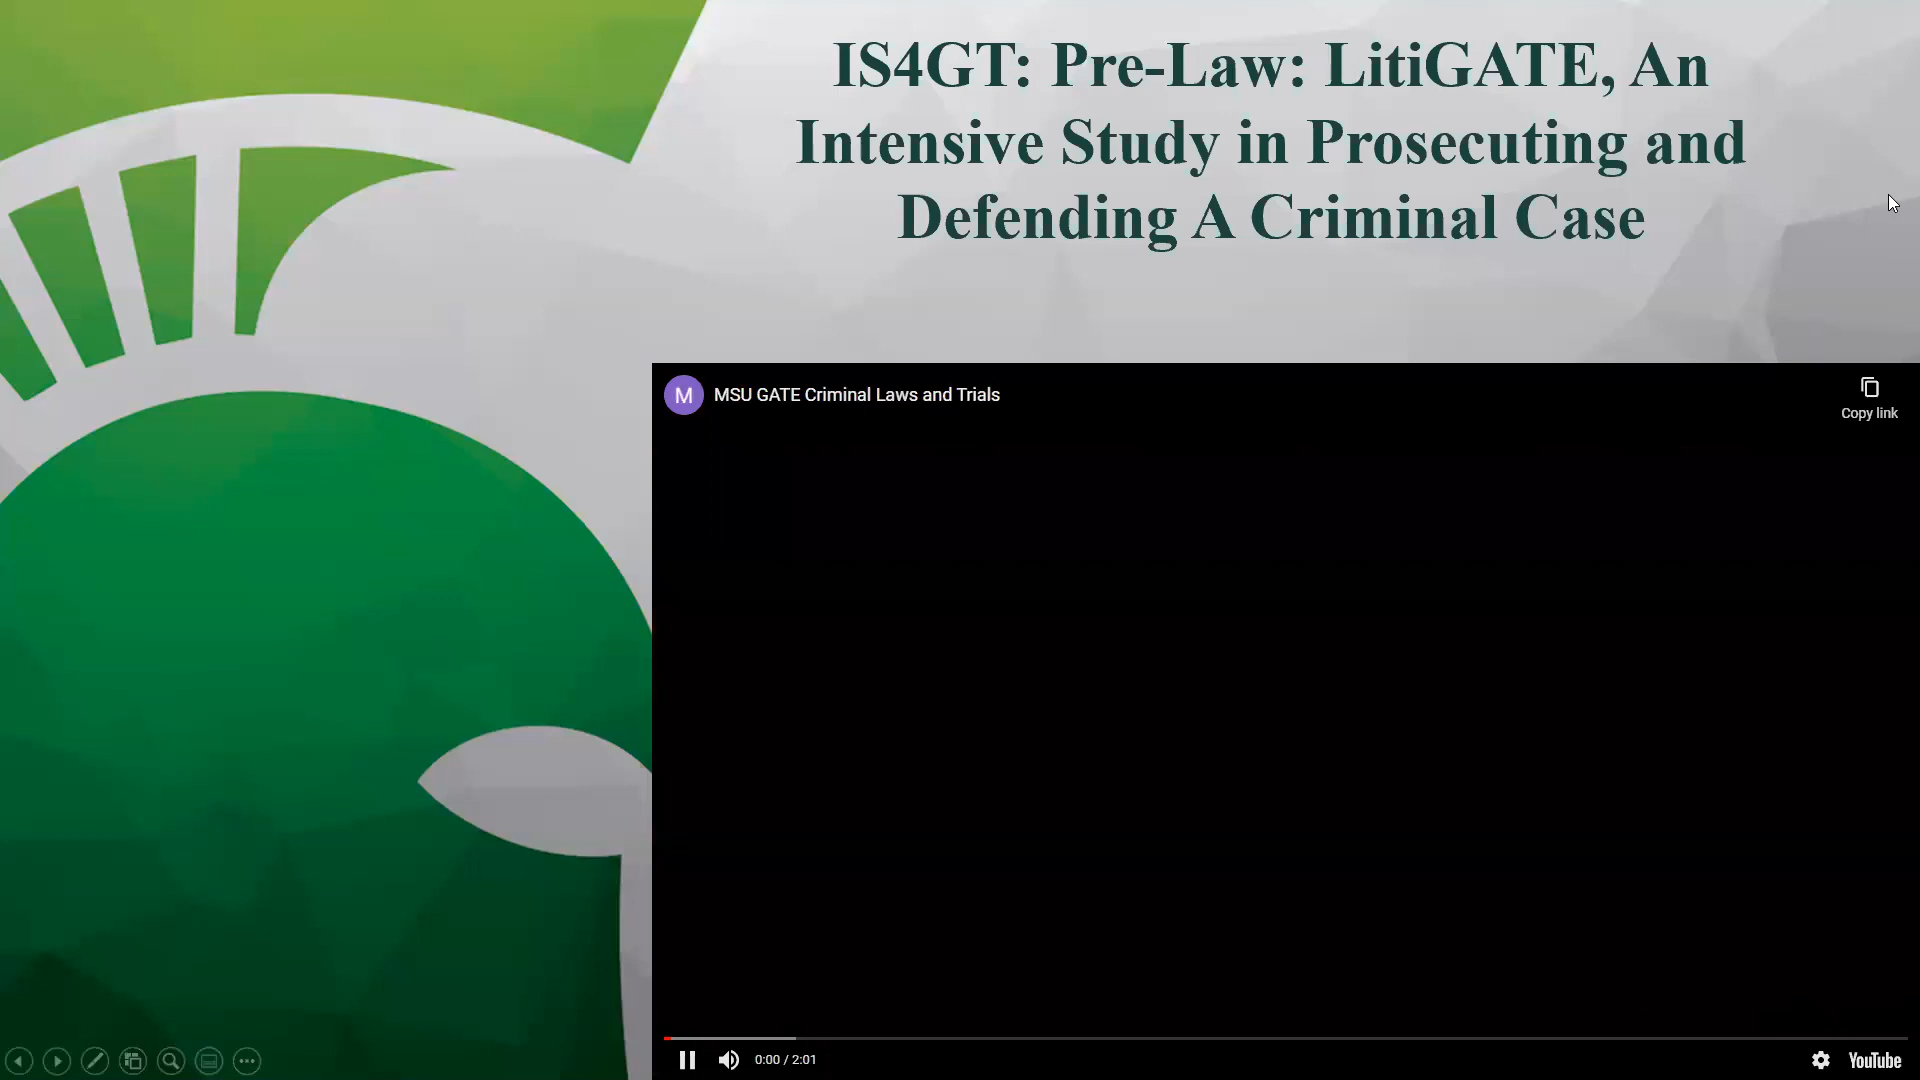 IS4GT: Pre-Law: LitiGATE, An
Intensive Study in Prosecuting and
Defending A Criminal Case
M
MSU GATE Criminal Laws and Trials
Copy link
0:00 / 2:01
YouTube